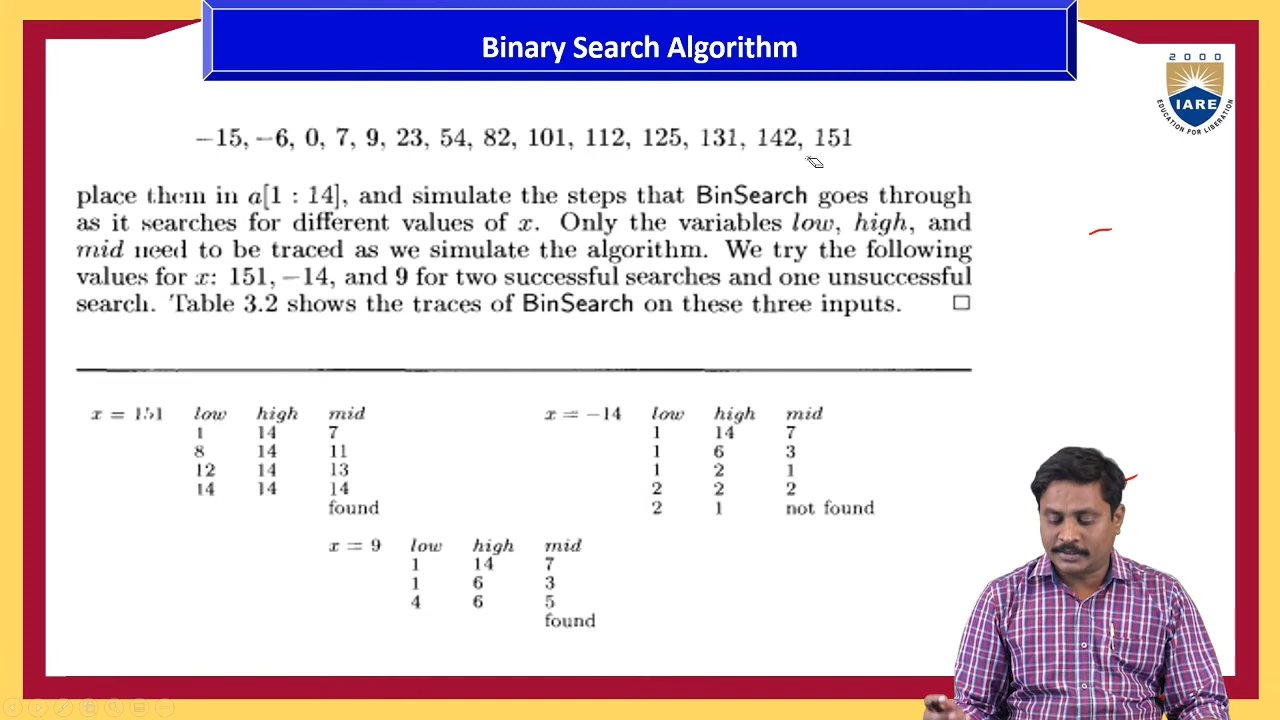 Binary Search Algorithm
2000
IARE
EDUCATION FOR LIBERATION
−15, −6, 0, 7, 9, 23, 54, 82, 101, 112, 125, 131, 142, 151
place them in a[1 : 14], and simulate the steps that BinSearch goes through
as it searches for different values of x. Only the variables low, high, and
mid need to be traced as we simulate the algorithm. We try the following
values for x: 151, −14, and 9 for two successful searches and one unsuccessful
search. Table 3.2 shows the traces of BinSearch on these three inputs. □
x = 151 low high mid
1 14 7
8 14 11
12 14 13
14 14 14
found
x = −14 low high mid
1 14 7
1 6 3
1 2 1
2 2 2
2 1 not found
x = 9 low high mid
1 14 7
1 6 3
4 6 5
found